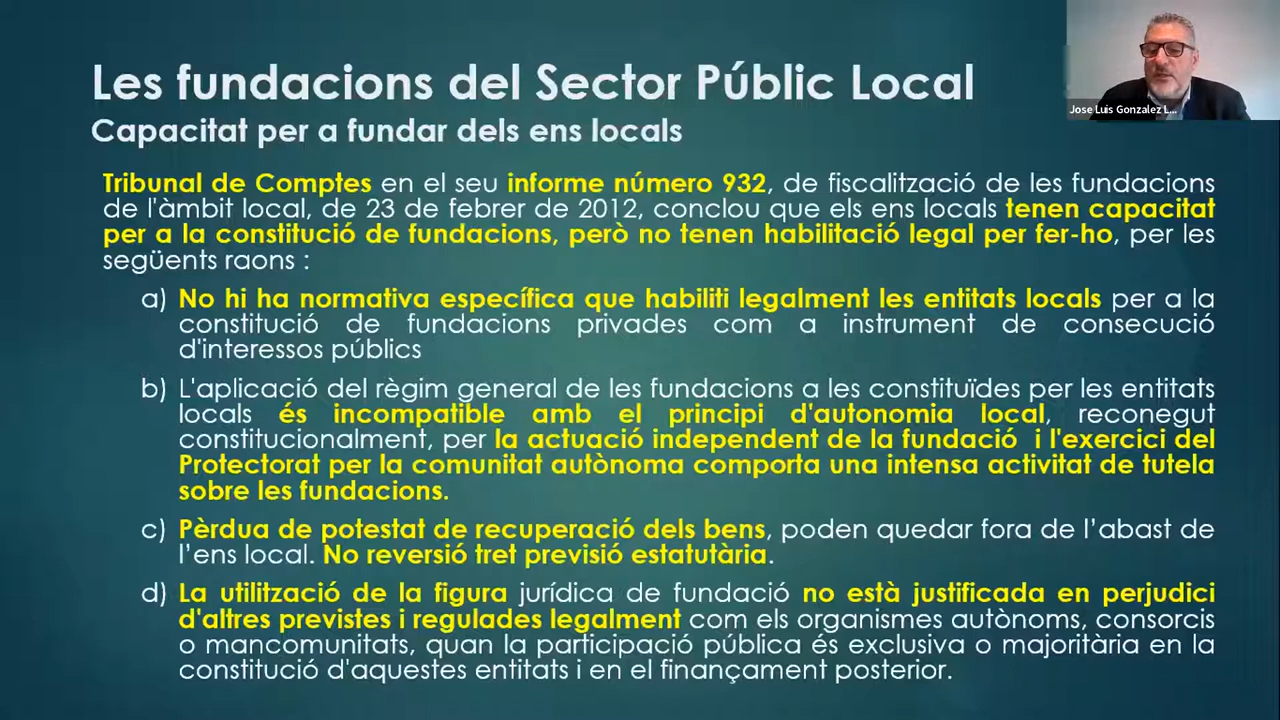 Les fundacions del Sector Públic Local
Capacitat per a fundar dels ens locals
Jose Luis Gonzalez L...
Tribunal de Comptes en el seu informe número 932, de fiscalització de les fundacions
de l'àmbit local, de 23 de febrer de 2012, conclou que els ens locals tenen capacitat
per a la constitució de fundacions, però no tenen habilitació legal per fer-ho, per les
següents raons :
a) No hi ha normativa específica que habiliti legalment les entitats locals per a la
constitució de fundacions privades com a instrument de consecució
d'interessos públics
b) L'aplicació del règim general de les fundacions a les constituïdes per les entitats
locals és incompatible amb el principi d'autonomia local, reconegut
constitucionalment, per la actuació independent de la fundació i l'exercici del
Protectorat per la comunitat autònoma comporta una intensa activitat de tutela
sobre les fundacions.
c) Pèrdua de potestat de recuperació dels bens, poden quedar fora de l’abast de
l’ens local. No reversió tret previsió estatutària.
d) La utilització de la figura jurídica de fundació no està justificada en perjudici
d'altres previstes i regulades legalment com els organismes autònoms, consorcis
o mancomunitats, quan la participació pública és exclusiva o majoritària en la
constitució d'aquestes entitats i en el finançament posterior.